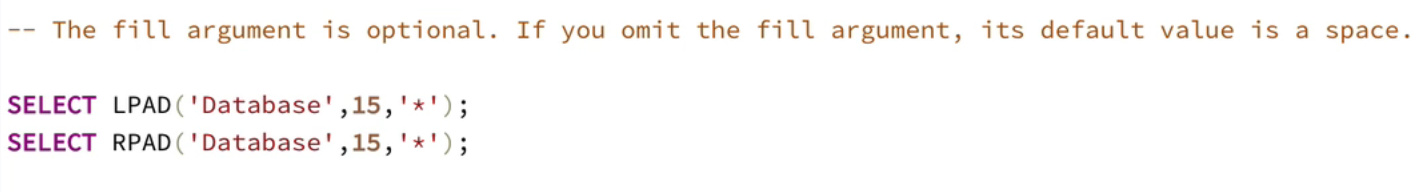 -- The fill argument is optional. If you omit the fill argument, its default value is a space.
SELECT LPAD('Database',15,'*');
SELECT RPAD('Database',15,'*');